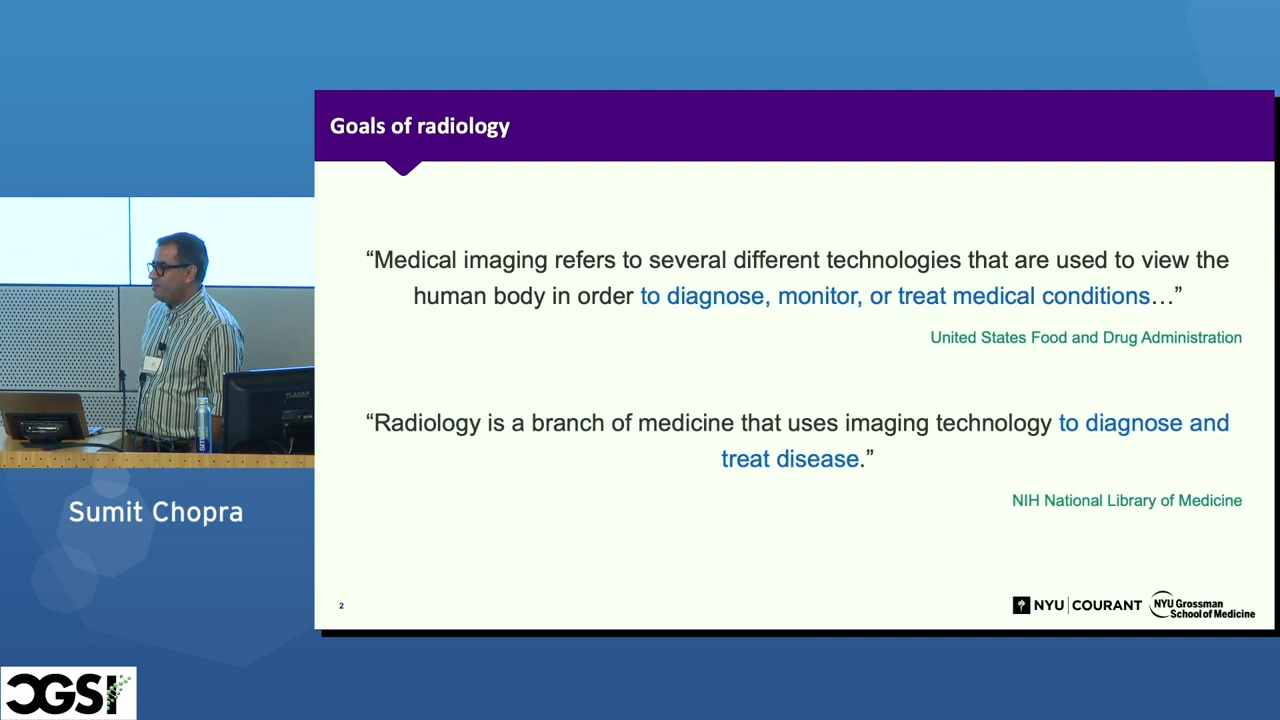 Goals of radiology
“Medical imaging refers to several different technologies that are used to view the
human body in order to diagnose, monitor, or treat medical conditions…”
United States Food and Drug Administration
“Radiology is a branch of medicine that uses imaging technology to diagnose and
treat disease.”
NIH National Library of Medicine
2
NYU COURANT
NYU Grossman
School of Medicine
PLANAR
Sumit Chopra
CGSI